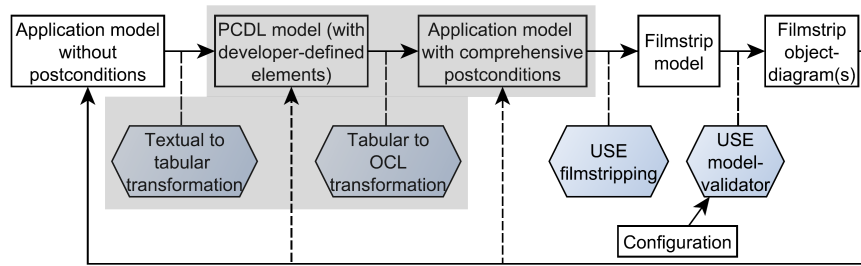 Application model
without
postconditions
PCDL model (with
developer-defined
elements)
Application model
with comprehensive
postconditions
Filmstrip
model
Filmstrip
object-
diagram(s)
Textual to
tabular
transformation
Tabular to
OCL
transformation
USE
filmstripping
USE
model-
validator
Configuration